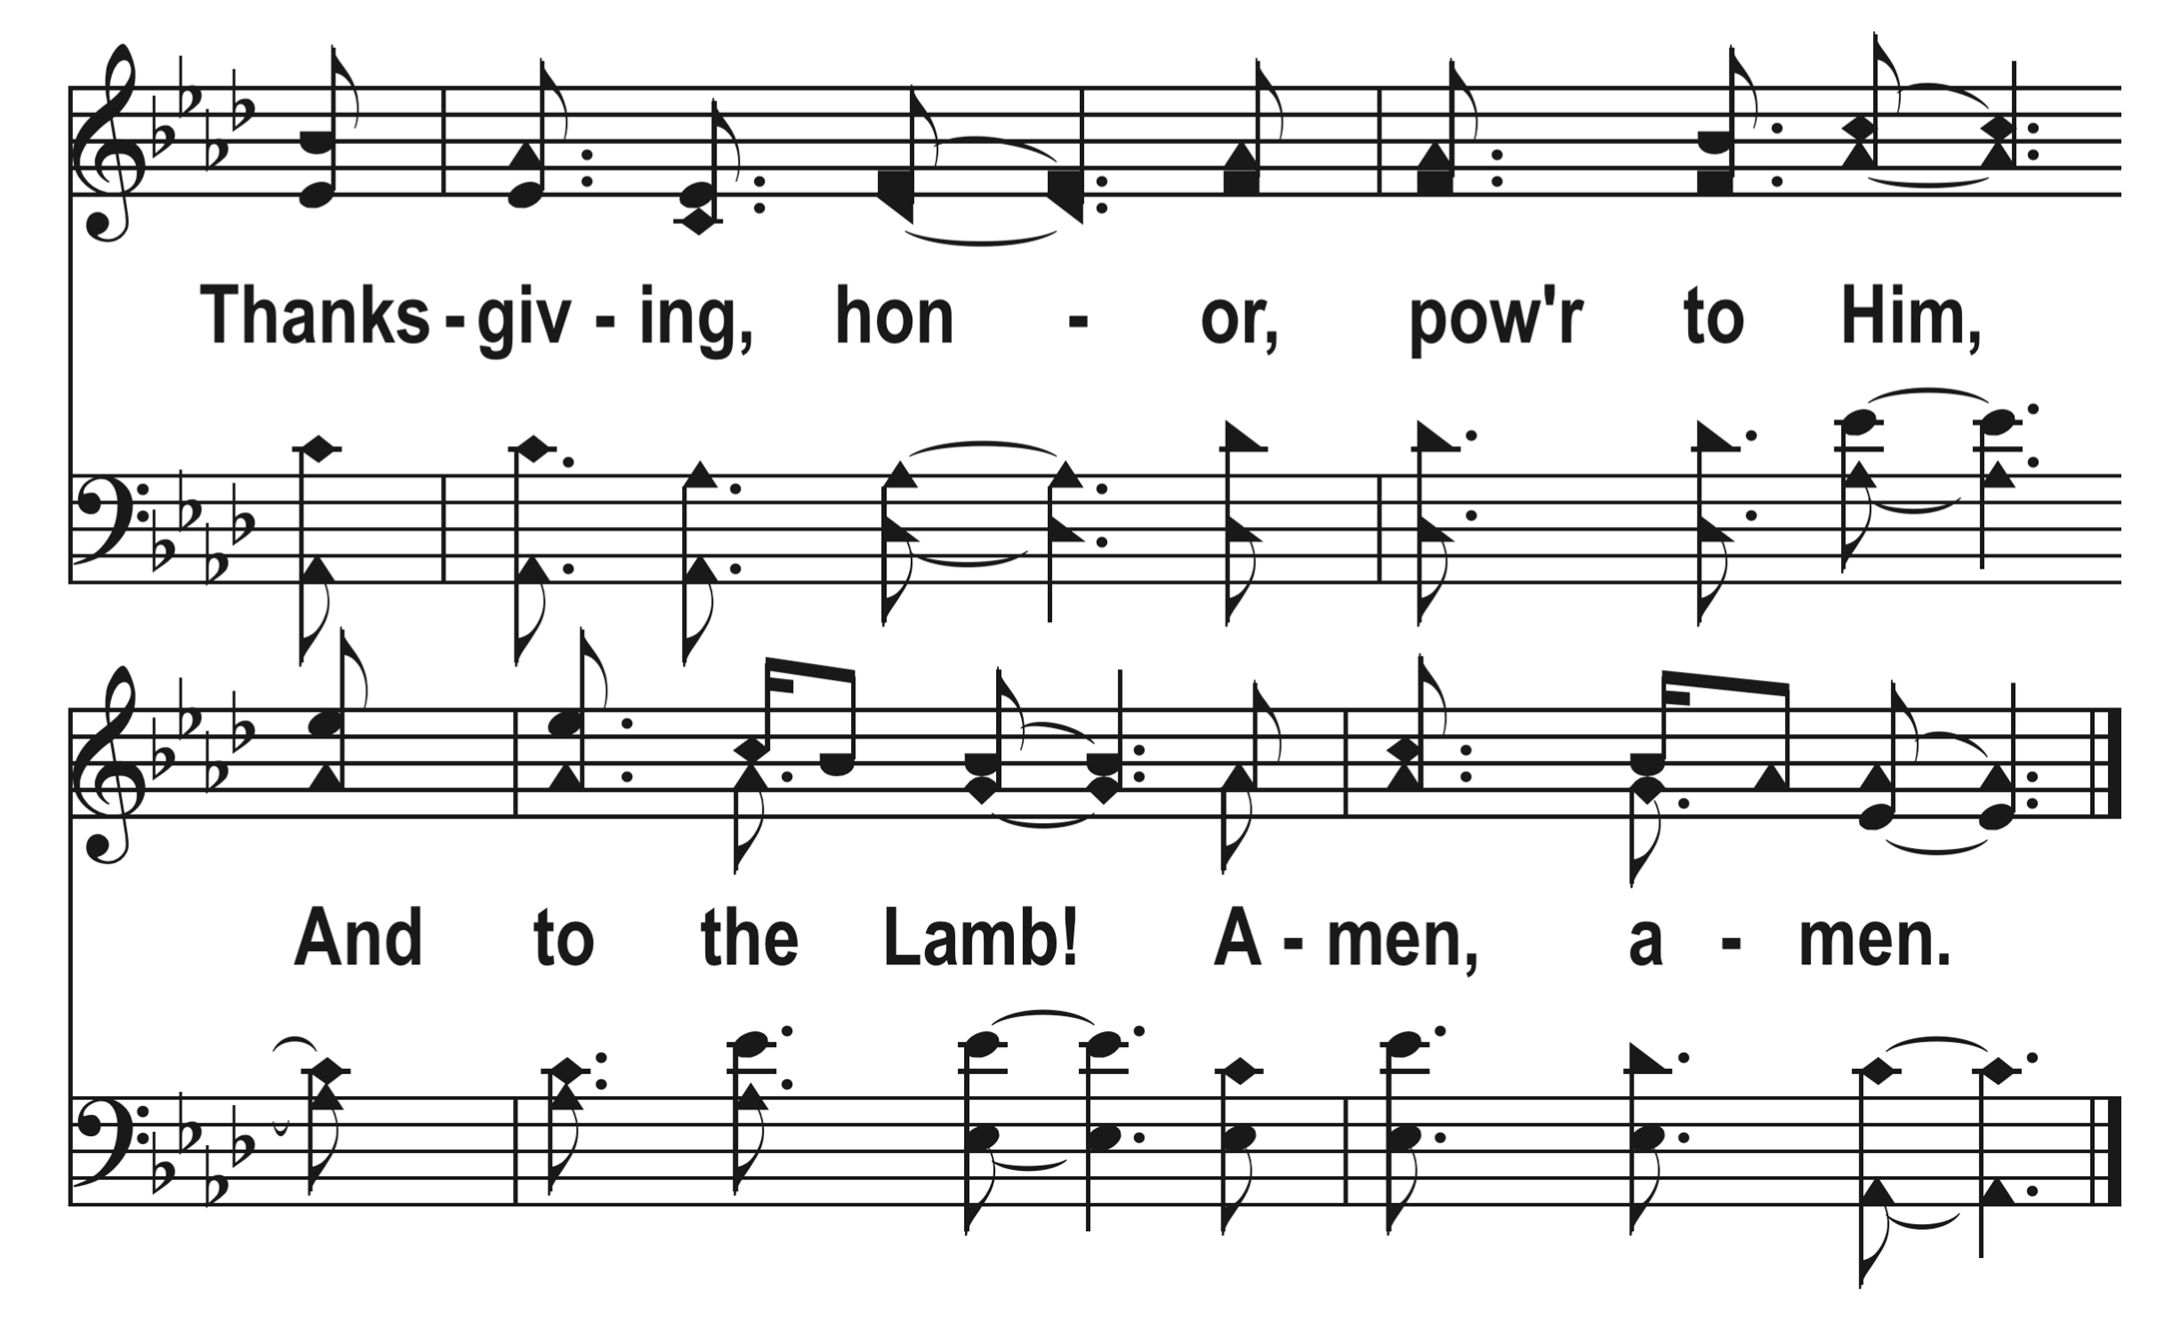 Thanks - giv - ing, hon - or, pow'r to Him,
And to the Lamb! A - men, a - men.